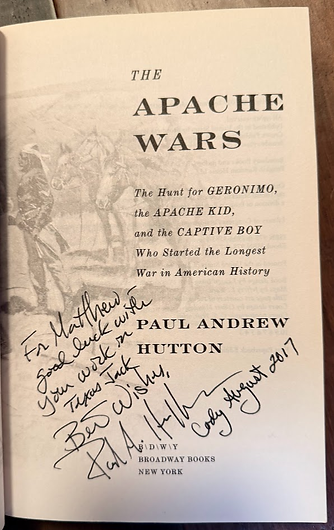 THE
APACHE
WARS
The Hunt for GERONIMO,
the APACHE KID,
and the CAPTIVE BOY
Who Started the Longest
War in American History
PAUL ANDREW
HUTTON
For Matthew
good luck with
your work on
Texas Jack
Best Wishes,
Paul A. Hutton
Cody August 2017
B\D\W\Y
BROADWAY BOOKS
NEW YORK